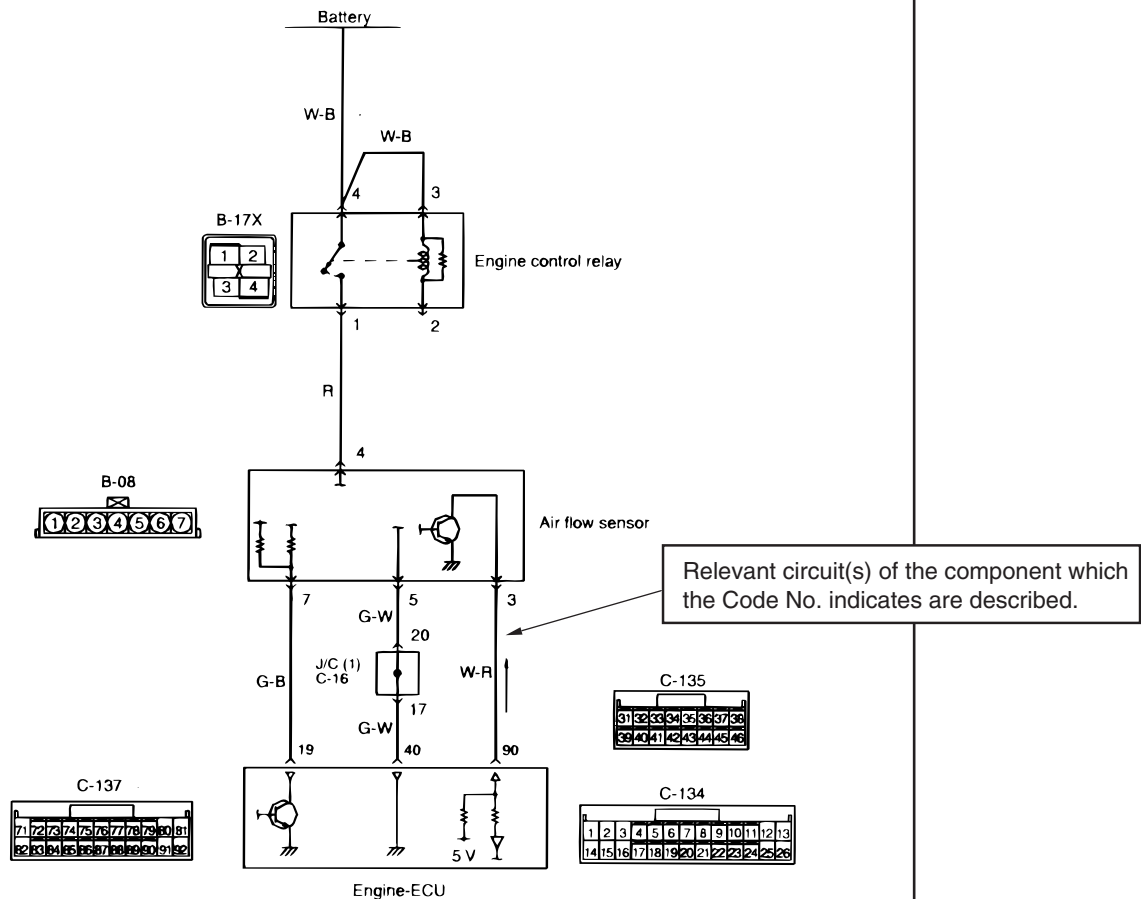 Battery
W-B
W-B
4 3
B-17X
1 2
X
3 4
Engine control relay
1 2
R
4
B-08
1 2 3 4 5 6 7
Air flow sensor
Relevant circuit(s) of the component which
the Code No. indicates are described.
7 5 3
G-W
20
J/C (1)
C-16
G-B
W-R
17
G-W
C-135
31 32 33 34 35 36 37 38
39 40 41 42 43 44 45 46
19 40 90
C-137
71 72 73 74 75 76 77 78 79 80 81
82 83 84 85 86 87 88 89 90 91 92
5 V
C-134
1 2 3 4 5 6 7 8 9 10 11 12 13
14 15 16 17 18 19 20 21 22 23 24 25 26
Engine-ECU